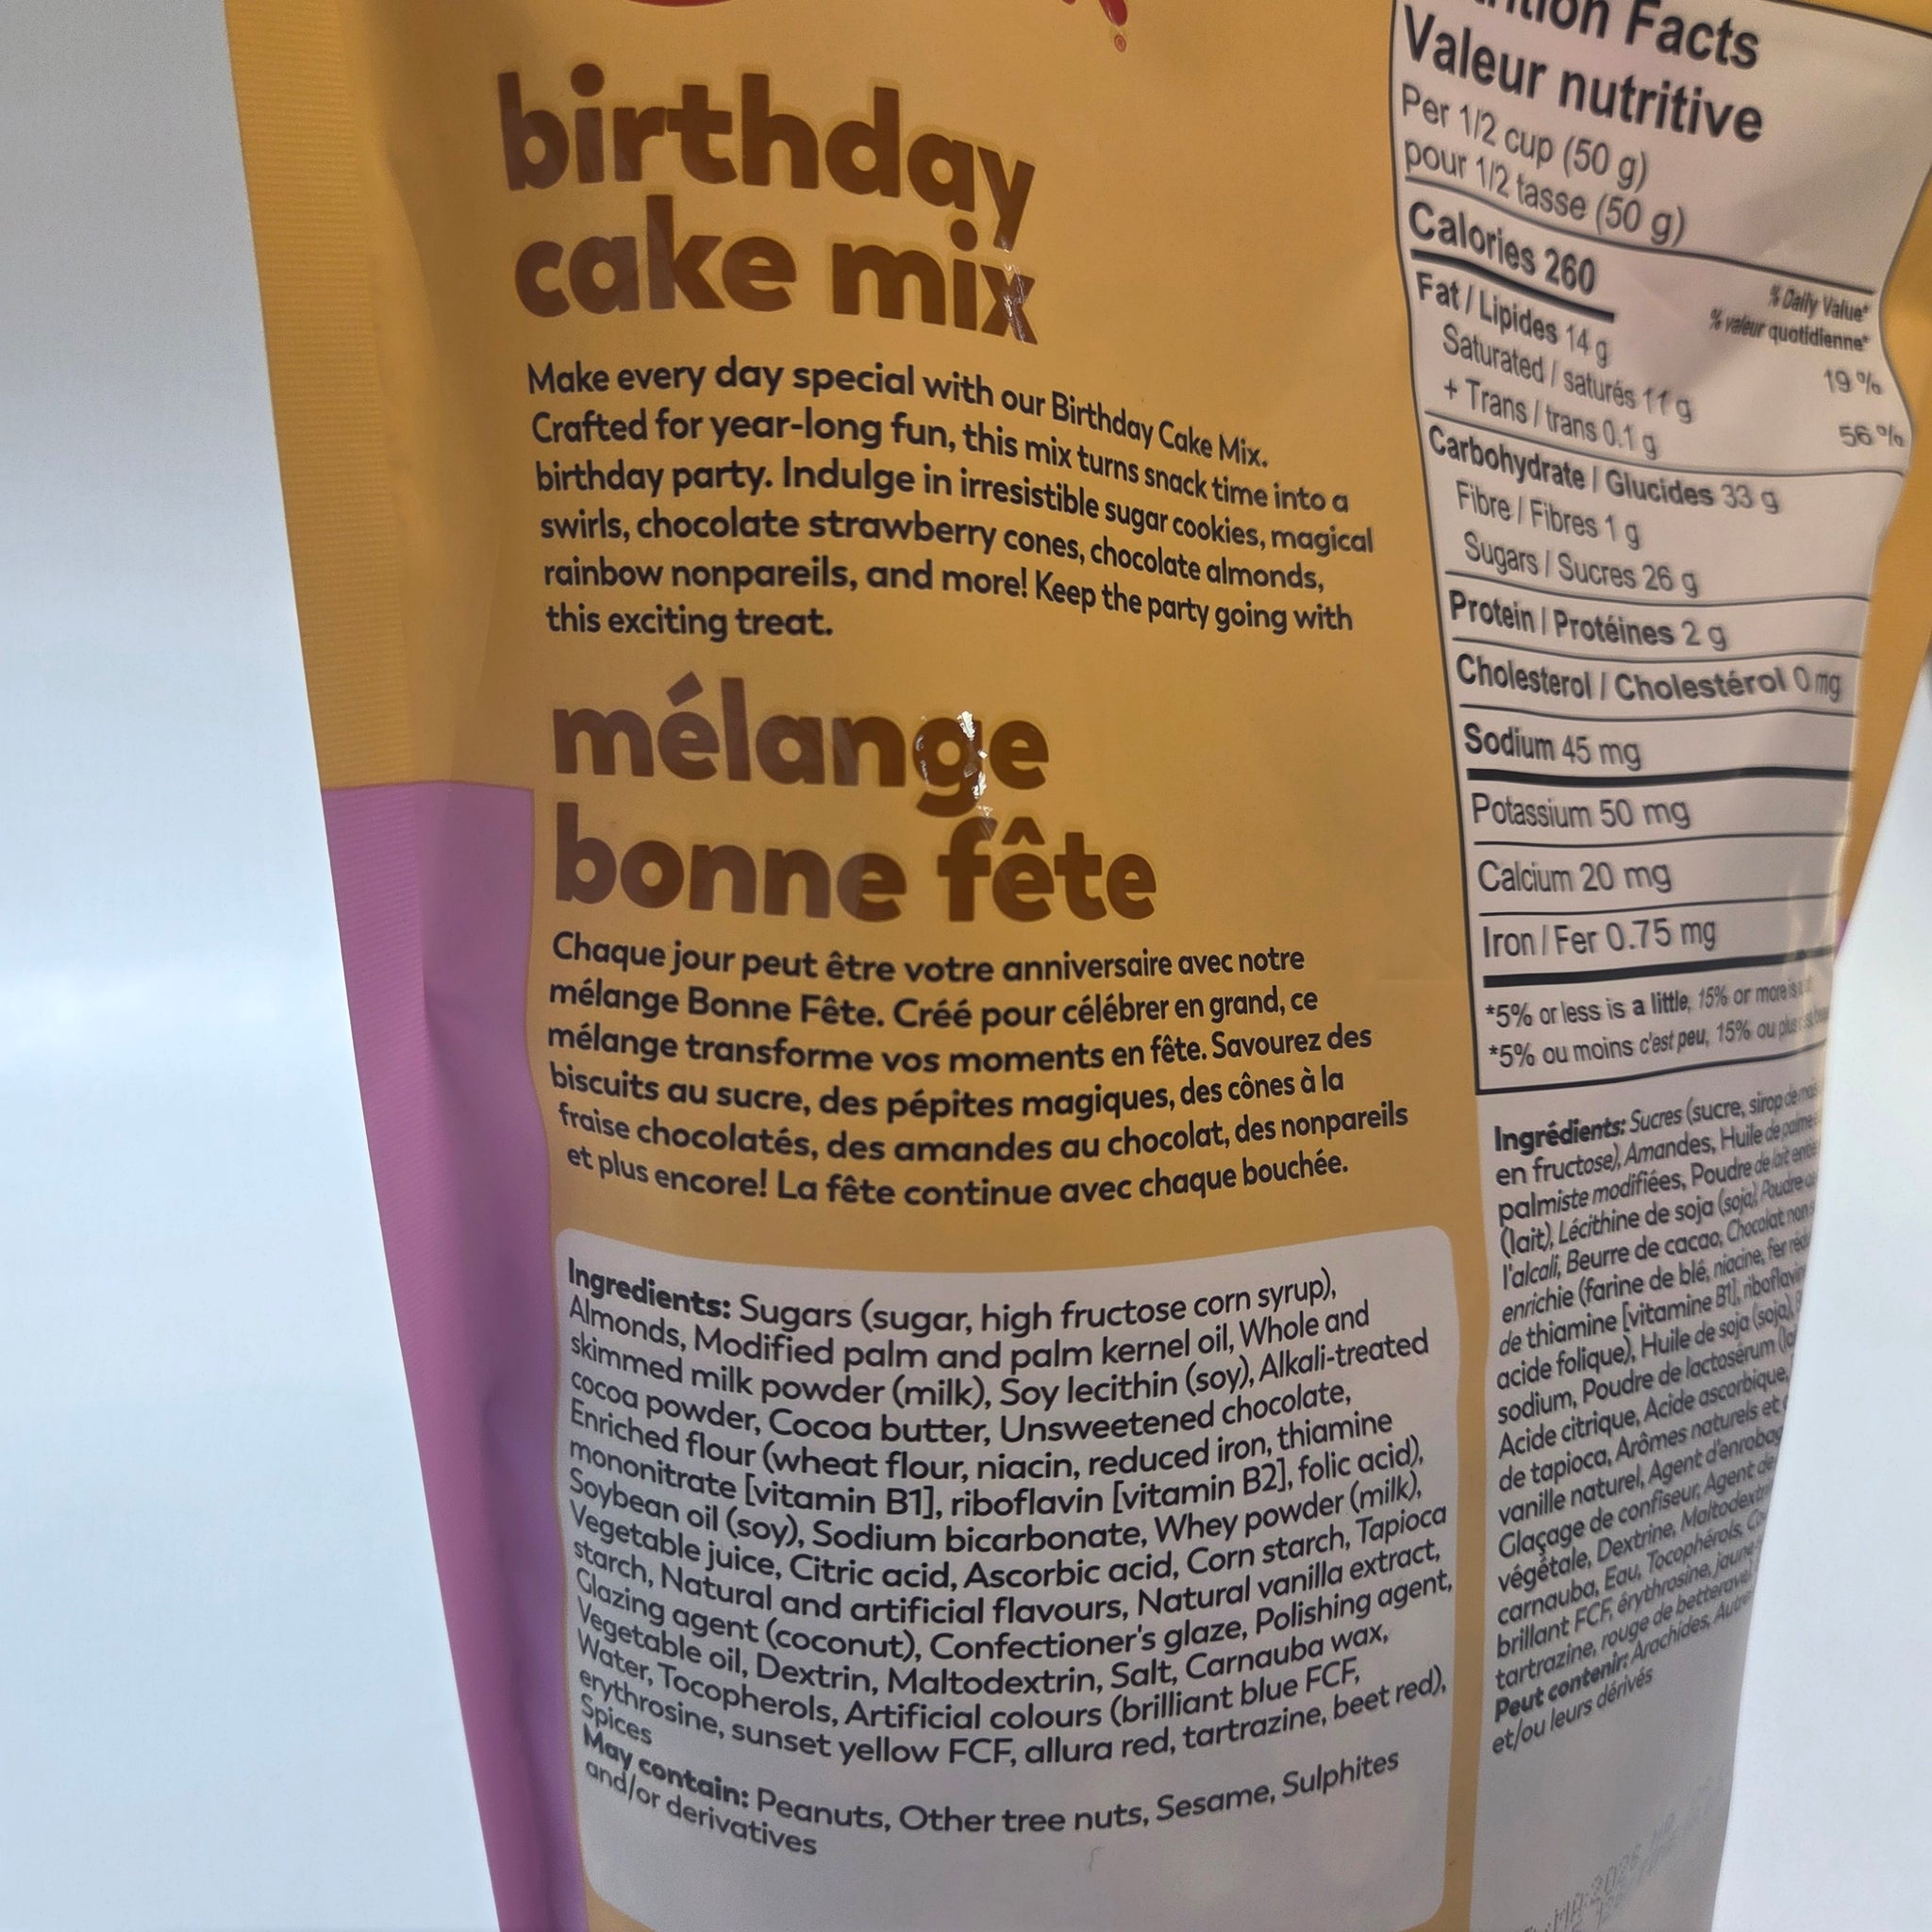 birthday
cake mix
Make every day special with our Birthday Cake Mix.
Crafted for year-long fun, this mix turns snack time into a
birthday party. Indulge in irresistible sugar cookies, magical
swirls, chocolate strawberry cones, chocolate almonds,
rainbow nonpareils, and more! Keep the party going with
this exciting treat.
mélange
bonne fête
Chaque jour peut être votre anniversaire avec notre
mélange Bonne Fête. Créé pour célébrer en grand, ce
mélange transforme vos moments en fête. Savourez des
biscuits au sucre, des pépites magiques, des cônes à la
fraise chocolatés, des amandes au chocolat, des nonpareils
et plus encore! La fête continue avec chaque bouchée.
Ingredients: Sugars (sugar, high fructose corn syrup),
Almonds, Modified palm and palm kernel oil, Whole and
skimmed milk powder (milk), Soy lecithin (soy), Alkali-treated
cocoa powder, Cocoa butter, Unsweetened chocolate,
Enriched flour (wheat flour, niacin, reduced iron, thiamine
mononitrate [vitamin B1], riboflavin [vitamin B2], folic acid),
Soybean oil (soy), Sodium bicarbonate, Whey powder (milk),
Vegetable juice, Citric acid, Ascorbic acid, Corn starch, Tapioca
starch, Natural and artificial flavours, Natural vanilla extract,
Glazing agent (coconut), Confectioner's glaze, Polishing agent,
Vegetable oil, Dextrin, Maltodextrin, Salt, Carnauba wax,
Water, Tocopherols, Artificial colours (brilliant blue FCF,
erythrosine, sunset yellow FCF, allura red, tartrazine, beet red),
Spices
May contain: Peanuts, Other tree nuts, Sesame, Sulphites
and/or derivatives
Facts
Valeur nutritive
Per 1/2 cup (50 g)
pour 1/2 tasse (50 g)
Calories 260
% Daily Value*
% valeur quotidienne*
Fat / Lipides 14 g 19 %
Saturated / saturés 11 g
+ Trans / trans 0.1 g 56 %
Carbohydrate / Glucides 33 g
Fibre / Fibres 1 g
Sugars / Sucres 26 g
Protein / Protéines 2 g
Cholesterol / Cholestérol 0 mg
Sodium 45 mg
Potassium 50 mg
Calcium 20 mg
Iron / Fer 0.75 mg
*5% or less is a little, 15% or more is
*5% ou moins c'est peu, 15% ou plus
Ingrédients: Sucres (sucre, sirop de
en fructose), Amandes, Huile de palme
palmiste modifiées, Poudre de lait
(lait), Lécithine de soja (soja), Poudre
l'alcali, Beurre de cacao, Chocolat
enrichie (farine de blé, niacine, fer
de thiamine [vitamine B1],
acide folique), Huile de soja (soja),
sodium, Poudre de lactosérum
Acide citrique, Acide ascorbique,
de tapioca, Arômes naturels et
vanille naturel, Agent
Glaçage de confiseur, Agent de
végétale, Dextrine,
carnauba, Eau, Tocophérols,
brillant FCF, érythrosine, jaune
tartrazine, rouge de betterave)
Peut contenir: Arachides,
et/ou leurs dérivés